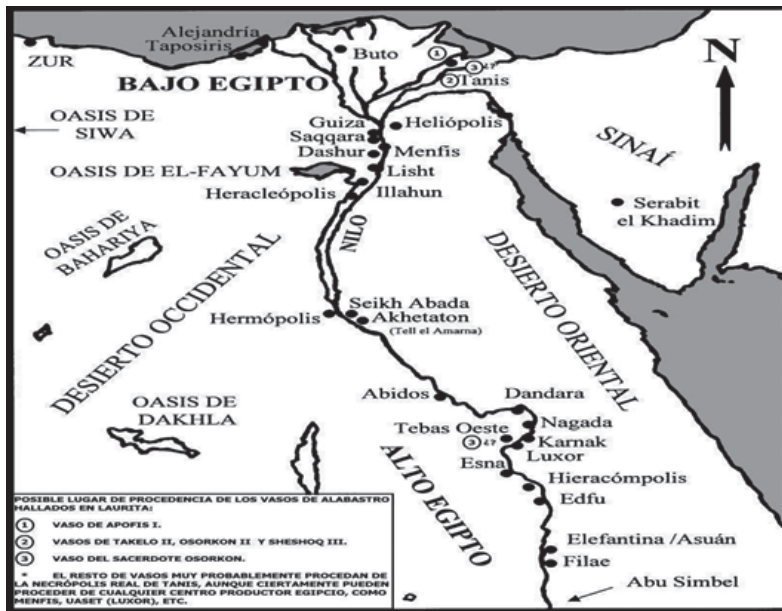 Alejandría
Taposiris
ZUR
Buto
①
③ ¿?
② Tanis
N
BAJO EGIPTO
OASIS DE
SIWA
Guiza
Heliópolis
Saqqara
Dashur
Menfis
SINAÍ
OASIS DE EL-FAYUM
Lisht
Illahun
Heracleópolis
Serabit
el Khadim
OASIS DE
BAHARIYA
NILO
DESIERTO OCCIDENTAL
DESIERTO ORIENTAL
Hermópolis
Seikh Abada
Akhetaton
(Tell el Amarna)
OASIS DE
DAKHLA
Abidos
Dandara
Nagada
Tebas Oeste
③ ¿?
Karnak
Luxor
Esna
ALTO EGIPTO
Hieracómpolis
Edfu
Elefantina /Asuán
Filae
Abu Simbel
POSIBLE LUGAR DE PROCEDENCIA DE LOS VASOS DE ALABASTRO
HALLADOS EN LAURITA:
① VASO DE APOFIS I.
② VASOS DE TAKELO II, OSORKON II Y SHESHOQ III.
③ VASO DEL SACERDOTE OSORKON.
* EL RESTO DE VASOS MUY PROBABLEMENTE PROCEDAN DE
LA NECRÓPOLIS REAL DE TANIS, AUNQUE CIERTAMENTE PUEDEN
PROCEDER DE CUALQUIER CENTRO PRODUCTOR EGIPCIO, COMO
MENFIS, UASET (LUXOR), ETC.